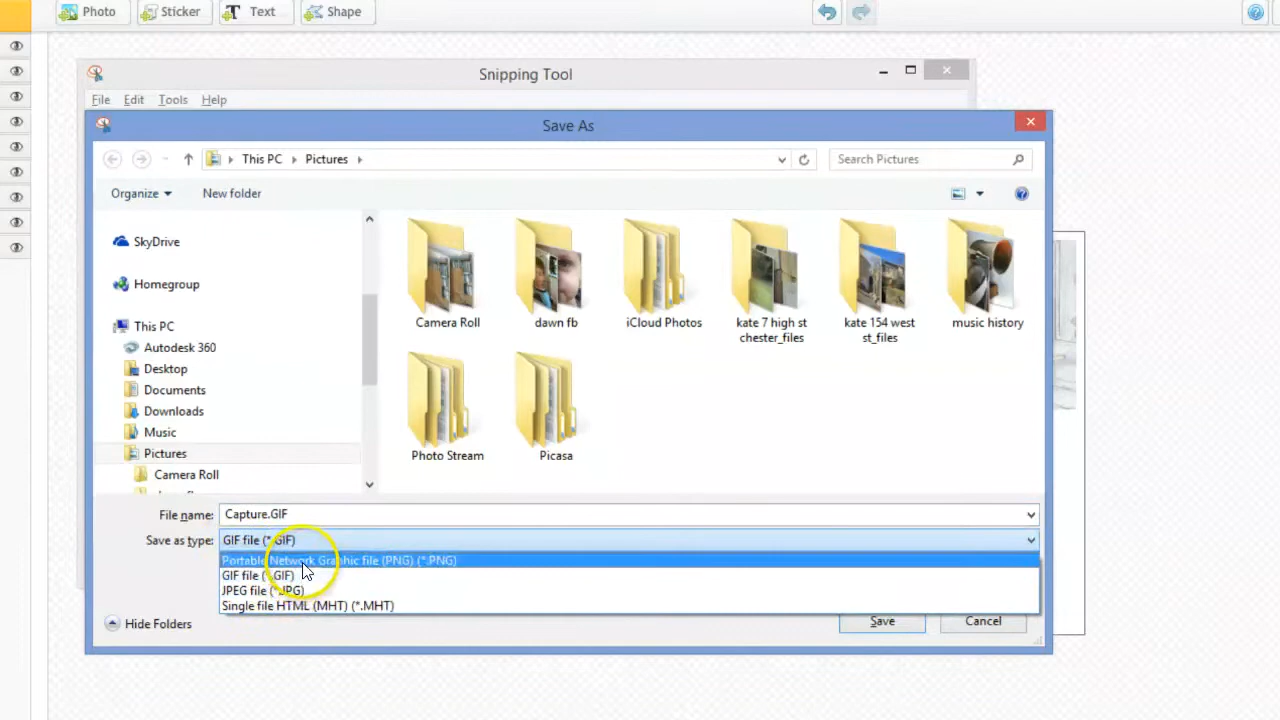 Photo
Sticker
Text
Shape
Snipping Tool
File Edit Tools Help
Save As
This PC Pictures
Search Pictures
Organize New folder
SkyDrive
Homegroup
This PC
Autodesk 360
Desktop
Documents
Downloads
Music
Pictures
Camera Roll
Camera Roll
dawn fb
iCloud Photos
kate 7 high st
chester_files
kate 154 west
st_files
music history
Photo Stream
Picasa
File name: Capture.GIF
Save as type: GIF file (*.GIF)
Portable Network Graphic file (PNG) (*.PNG)
GIF file (*.GIF)
JPEG file (*.JPG)
Single file HTML (MHT) (*.MHT)
Hide Folders
Save
Cancel